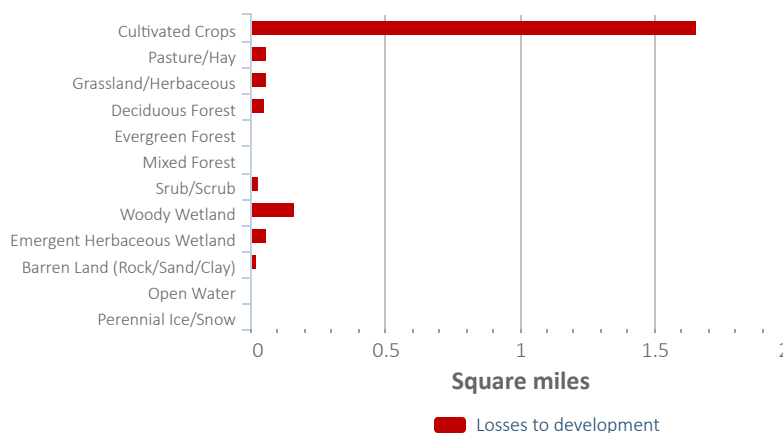 Cultivated Crops
Pasture/Hay
Grassland/Herbaceous
Deciduous Forest
Evergreen Forest
Mixed Forest
Srub/Scrub
Woody Wetland
Emergent Herbaceous Wetland
Barren Land (Rock/Sand/Clay)
Open Water
Perennial Ice/Snow
0 0.5 1 1.5 2
Square miles
Losses to development